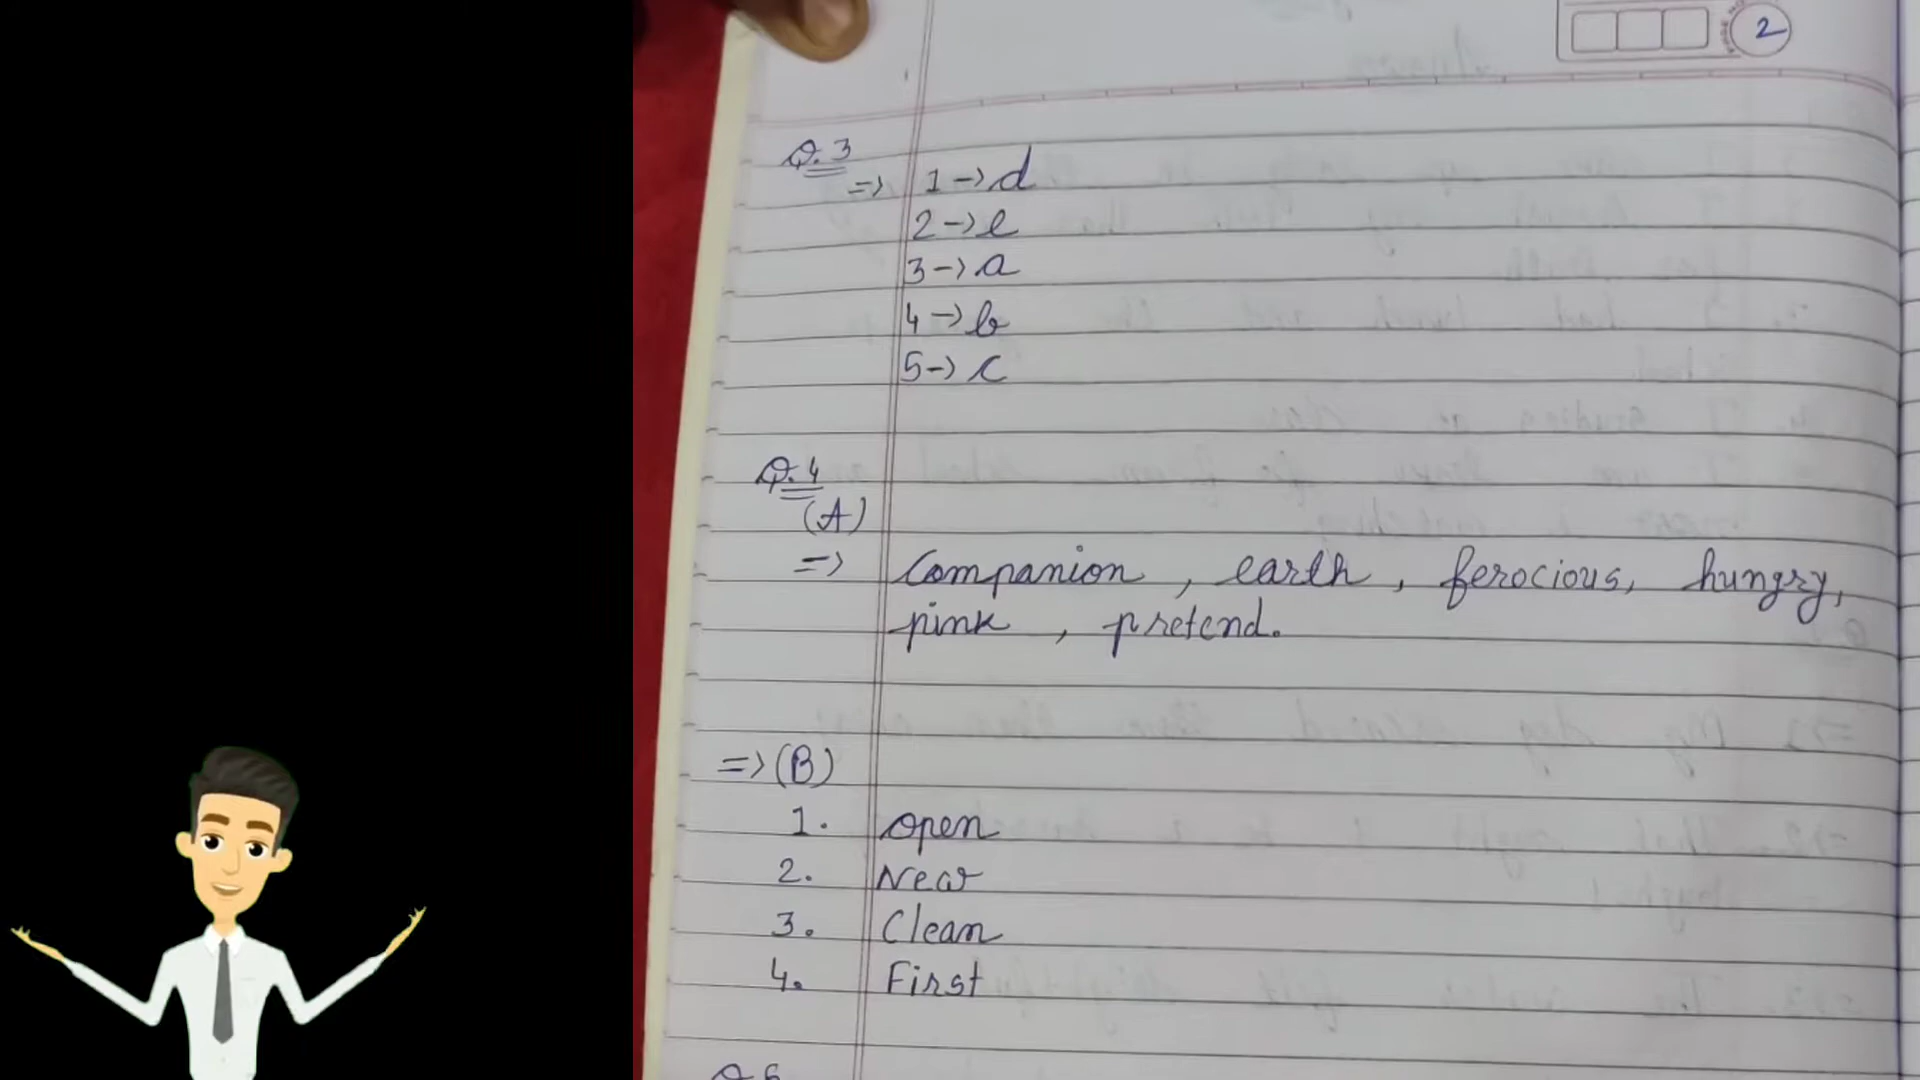 2
Q.3
=> 1 -> d
2 -> e
3 -> a
4 -> b
5 -> c
Q.4
(A)
=> Companion, earth, ferocious, hungry,
pink, pretend.
=> (B)
1. open
2. Near
3. Clean
4. First